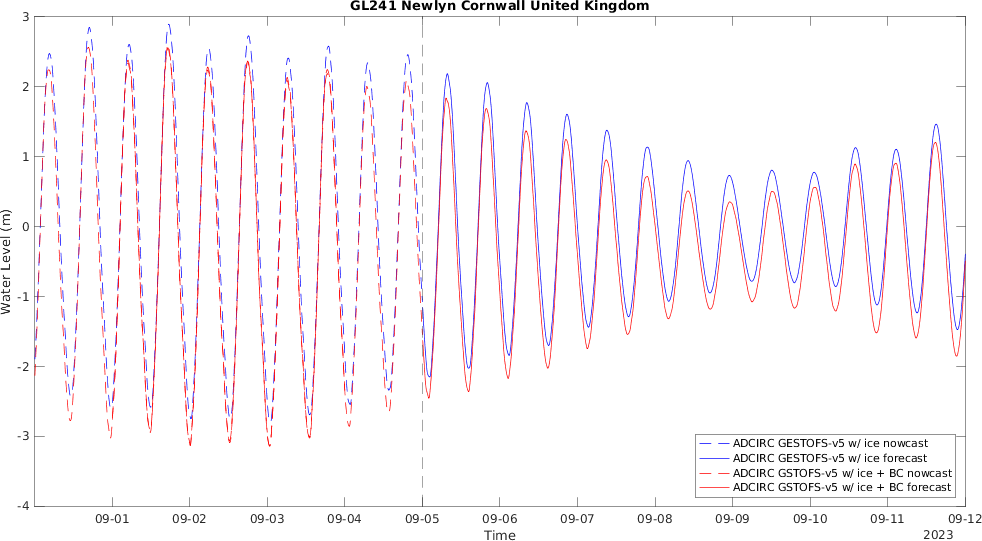 GL241 Newlyn Cornwall United Kingdom
3
2
1
0
-1
-2
-3
-4
Water Level (m)
09-01 09-02 09-03 09-04 09-05 09-06 09-07 09-08 09-09 09-10 09-11 09-12
Time
2023
ADCIRC GESTOFS-v5 w/ ice nowcast
ADCIRC GESTOFS-v5 w/ ice forecast
ADCIRC GSTOFS-v5 w/ ice + BC nowcast
ADCIRC GSTOFS-v5 w/ ice + BC forecast